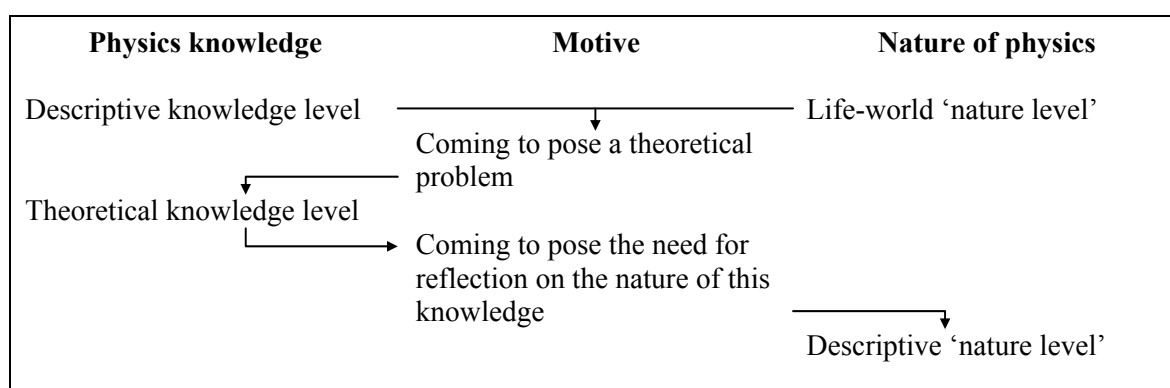 Physics knowledge Motive Nature of physics
Descriptive knowledge level Life-world ‘nature level’
Coming to pose a theoretical
problem
Theoretical knowledge level
Coming to pose the need for
reflection on the nature of this
knowledge
Descriptive ‘nature level’